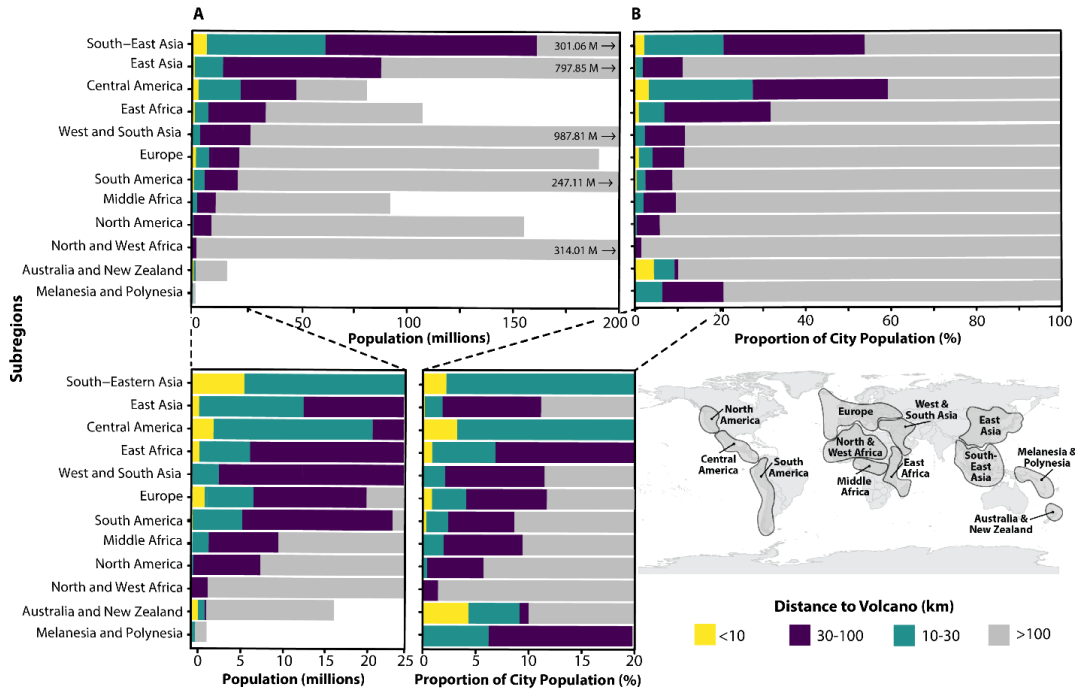 A
B
South−East Asia
301.06 M →
East Asia
797.85 M →
Central America
East Africa
West and South Asia
987.81 M →
Europe
South America
247.11 M →
Middle Africa
North America
North and West Africa
314.01 M →
Australia and New Zealand
Melanesia and Polynesia
0 50 100 150 200
0 20 40 60 80 100
Population (millions)
Proportion of City Population (%)
Subregions
South−Eastern Asia
East Asia
Central America
East Africa
West and South Asia
Europe
South America
Middle Africa
North America
North and West Africa
Australia and New Zealand
Melanesia and Polynesia
0 5 10 15 20 25
0 5 10 15 20
Population (millions)
Proportion of City Population (%)
North
America
Europe
West &
South Asia
East
Asia
Central
America
South
America
North &
West Africa
Middle
Africa
East
Africa
South-
East
Asia
Melanesia &
Polynesia
Australia &
New Zealand
Distance to Volcano (km)
<10
30-100
10-30
>100